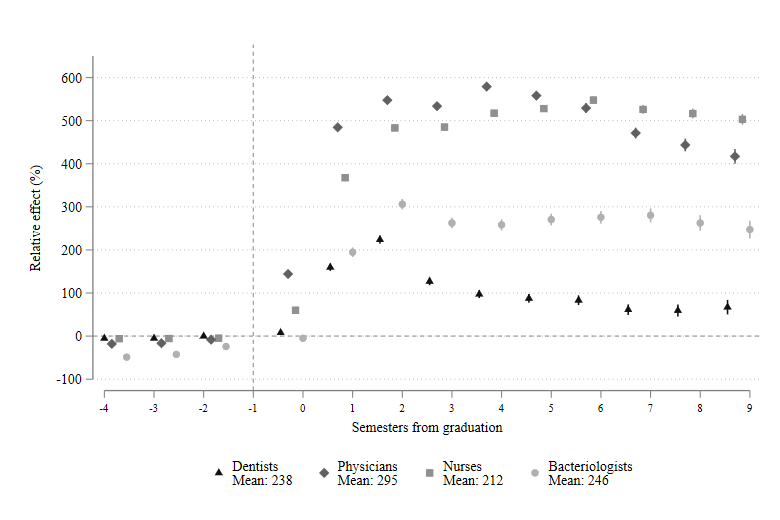 Relative effect (%)
600
500
400
300
200
100
0
-100
-4 -3 -2 -1 0 1 2 3 4 5 6 7 8 9
Semesters from graduation
Dentists Physicians Nurses Bacteriologists
Mean: 238 Mean: 295 Mean: 212 Mean: 246